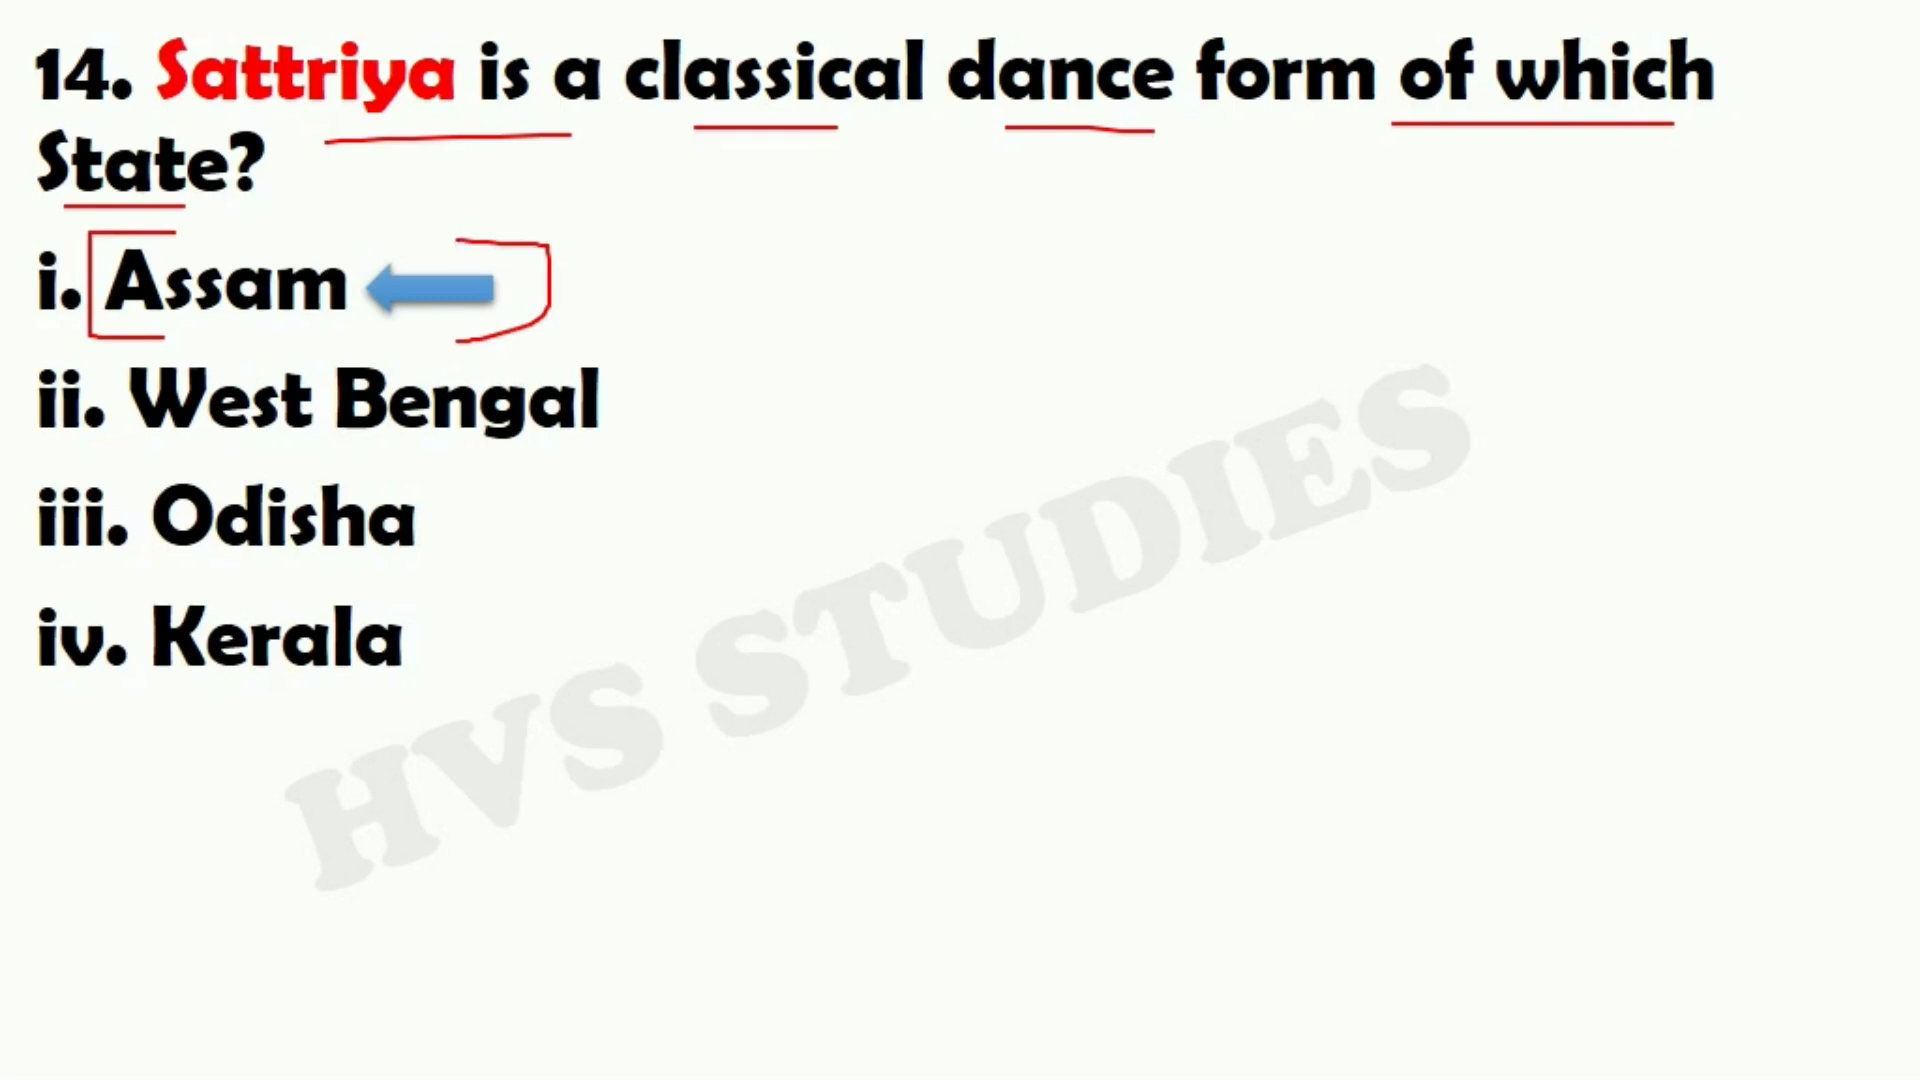 14. Sattriya is a classical dance form of which
State?
i. Assam
ii. West Bengal
iii. Odisha
iv. Kerala
HVS STUDIES